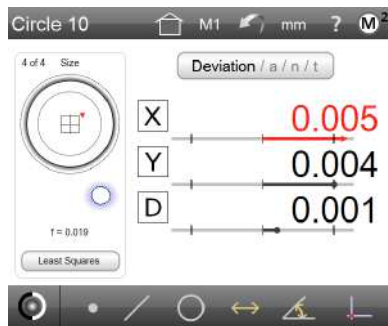 Circle 10 M1 mm ? M2
4 of 4 Size
Deviation / a / n / t
X 0.005
Y 0.004
D 0.001
f = 0.019
Least Squares